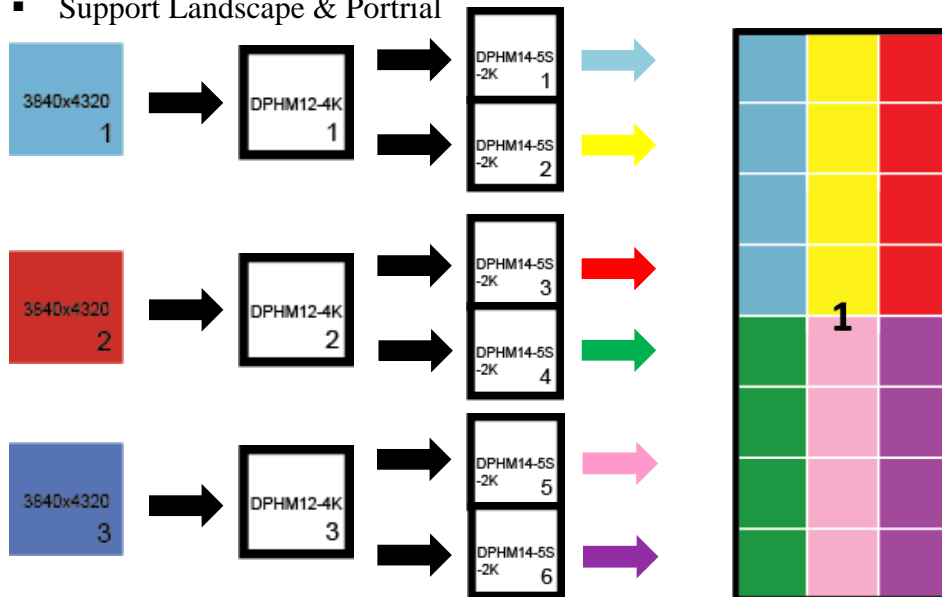 ▪ Support Landscape & Portrial
3840x4320
1
DPHM12-4K
1
DPHM14-5S
-2K
1
DPHM14-5S
-2K
2
3840x4320
2
DPHM12-4K
2
DPHM14-5S
-2K
3
DPHM14-5S
-2K
4
3840x4320
3
DPHM12-4K
3
DPHM14-5S
-2K
5
DPHM14-5S
-2K
6
1